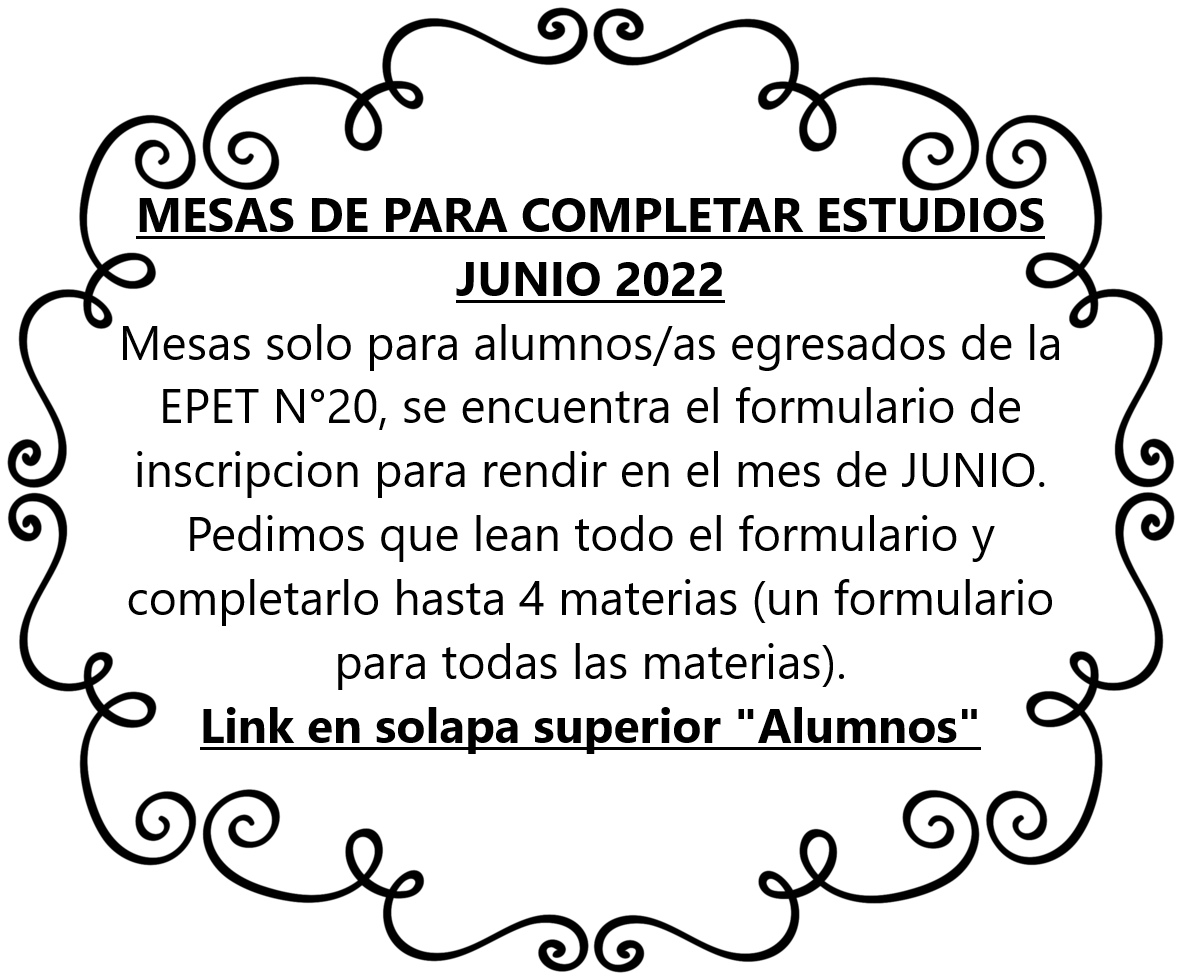 MESAS DE PARA COMPLETAR ESTUDIOS
JUNIO 2022
Mesas solo para alumnos/as egresados de la
EPET N°20, se encuentra el formulario de
inscripcion para rendir en el mes de JUNIO.
Pedimos que lean todo el formulario y
completarlo hasta 4 materias (un formulario
para todas las materias).
Link en solapa superior "Alumnos"